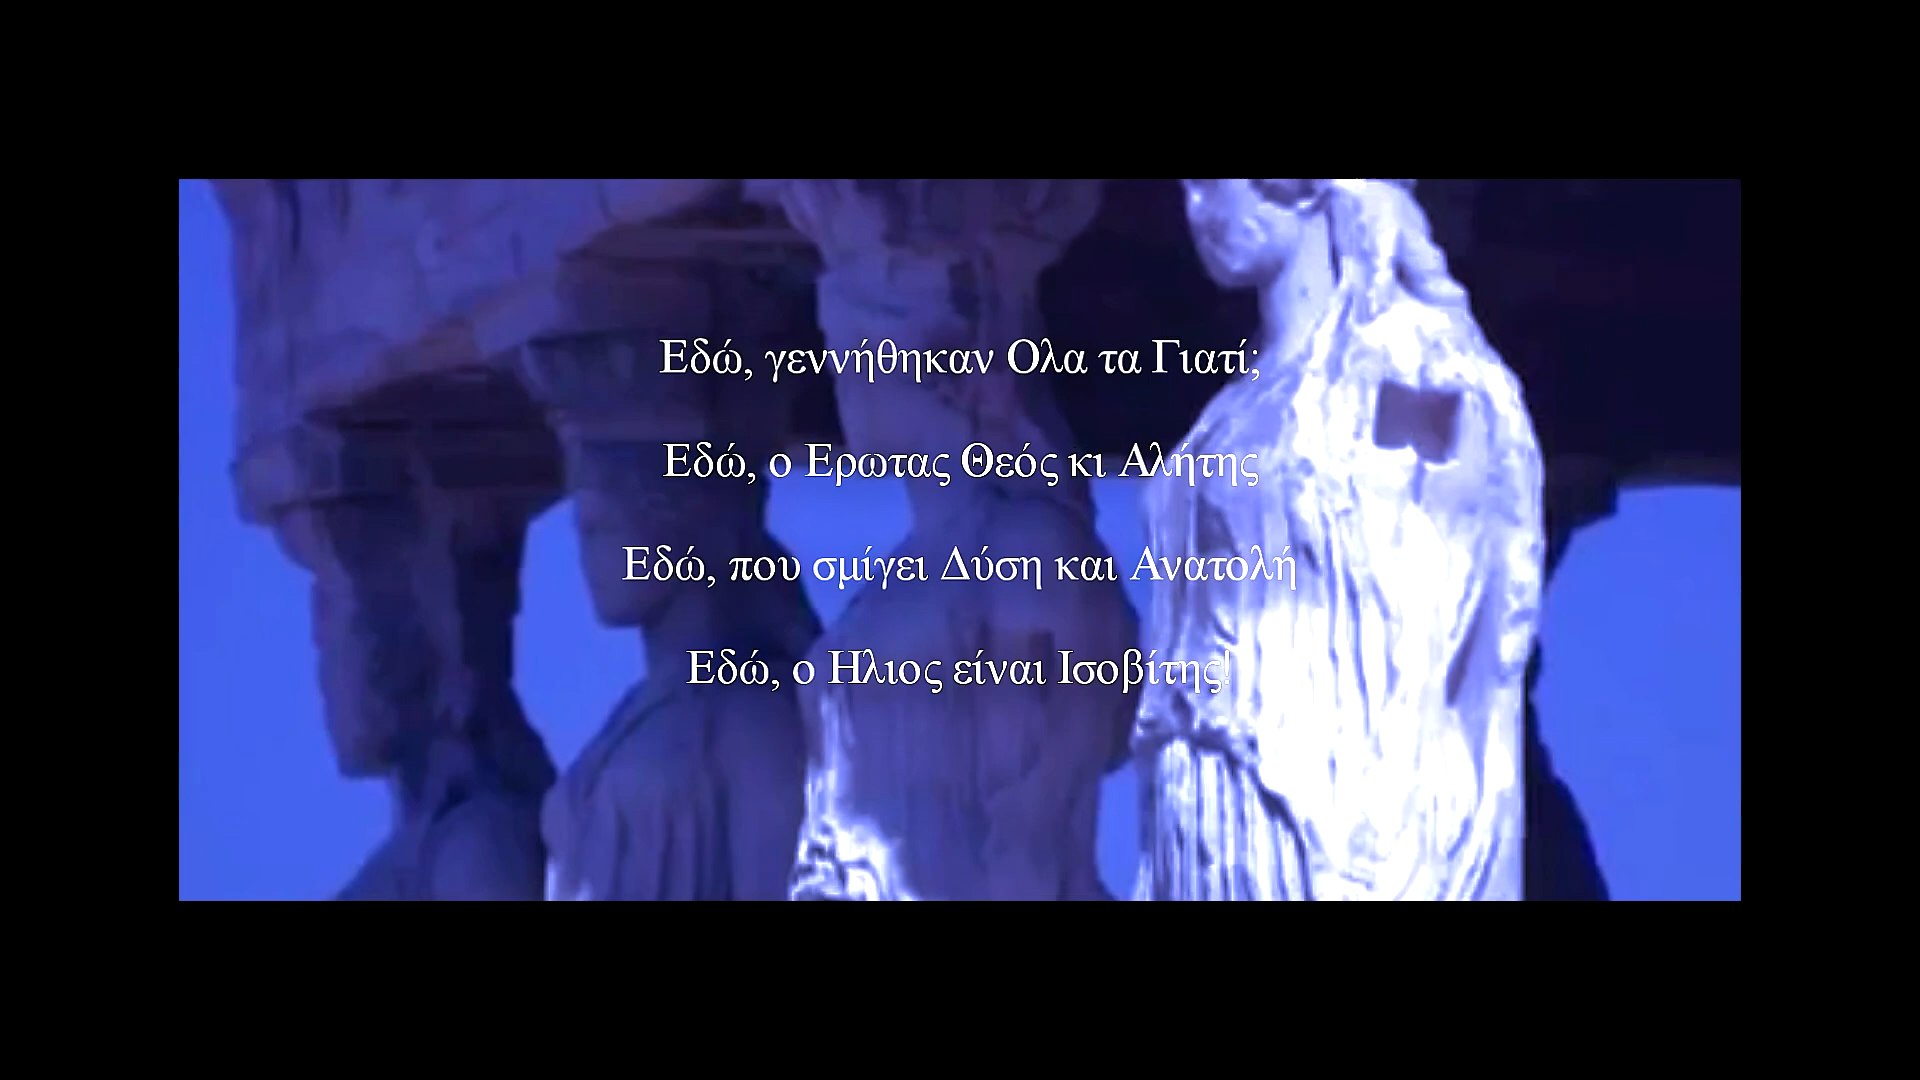 Εδώ, γεννήθηκαν Ολα τα Γιατί;
Εδώ, ο Ερωτας Θεός κι Αλήτης
Εδώ, που σμίγει Δύση και Ανατολή
Εδώ, ο Ηλιος είναι Ισοβίτης!